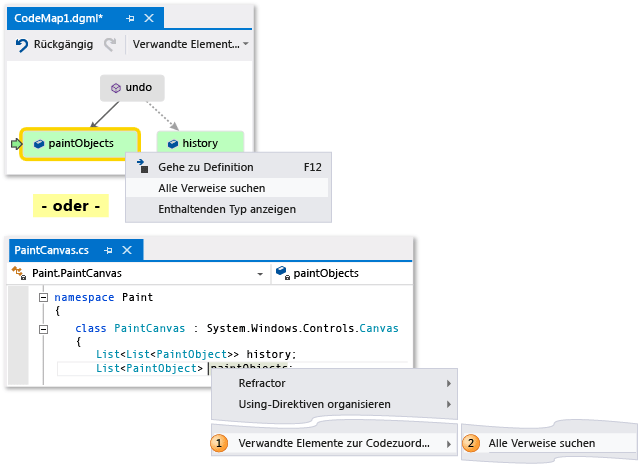 CodeMap1.dgml*
Rückgängig Verwandte Element...
undo
paintObjects history
Gehe zu Definition F12
Alle Verweise suchen
Enthaltenden Typ anzeigen
- oder -
PaintCanvas.cs
Paint.PaintCanvas paintObjects
namespace Paint
{
class PaintCanvas : System.Windows.Controls.Canvas
{
List<List<PaintObject>> history;
List<PaintObject> paintObjects;
Refractor
Using-Direktiven organisieren
1 Verwandte Elemente zur Codezuord... 2 Alle Verweise suchen